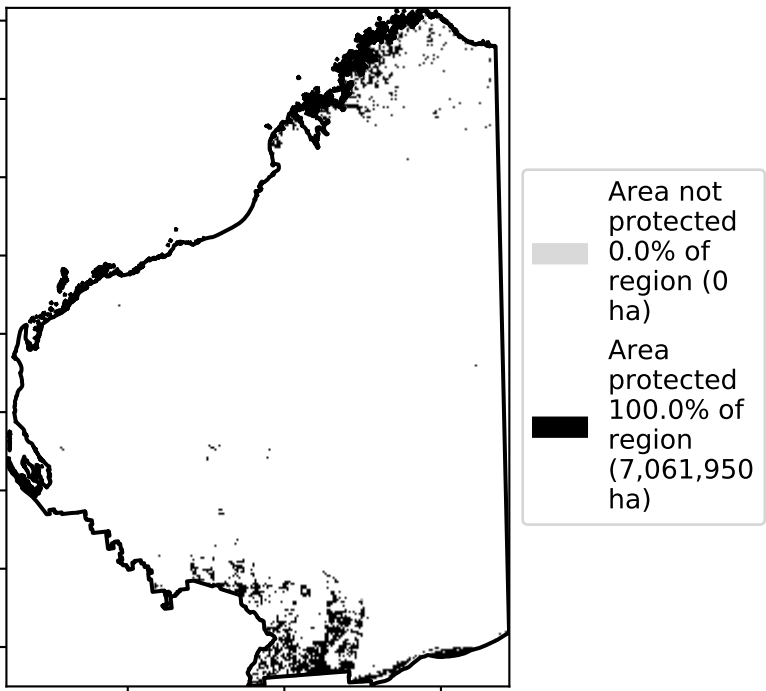 Area not
protected
0.0% of
region (0
ha)
Area
protected
100.0% of
region
(7,061,950
ha)